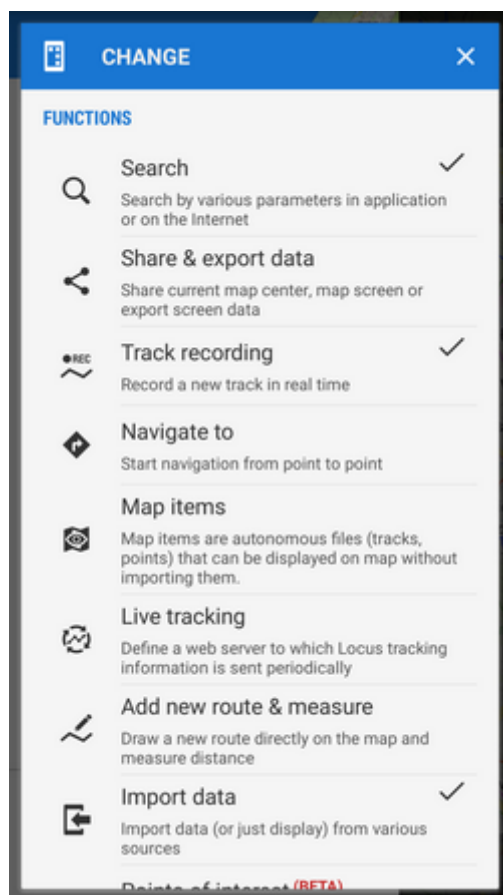 CHANGE
FUNCTIONS
Search
Search by various parameters in application
or on the Internet
Share & export data
Share current map center, map screen or
export screen data
REC
Track recording
Record a new track in real time
Navigate to
Start navigation from point to point
Map items
Map items are autonomous files (tracks,
points) that can be displayed on map without
importing them.
Live tracking
Define a web server to which Locus tracking
information is sent periodically
Add new route & measure
Draw a new route directly on the map and
measure distance
Import data
Import data (or just display) from various
sources
Points of interest (BETA)